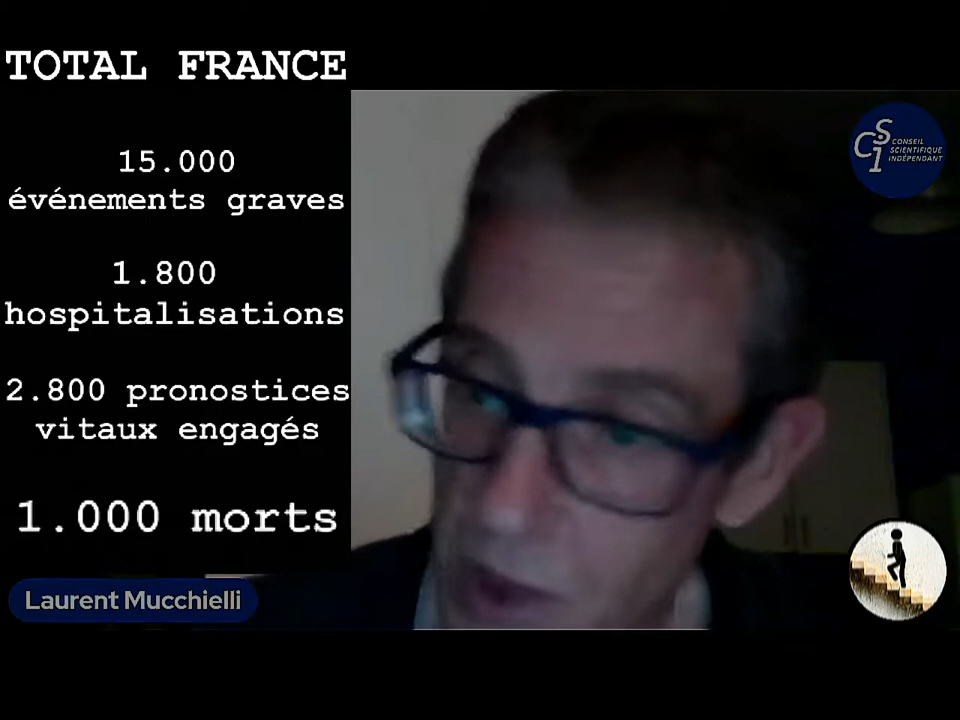 TOTAL FRANCE
15.000
événements graves
1.800
hospitalisations
2.800 pronostices
vitaux engagés
1.000 morts
CSI CONSEIL
SCIENTIFIQUE
INDÉPENDANT
Laurent Mucchielli